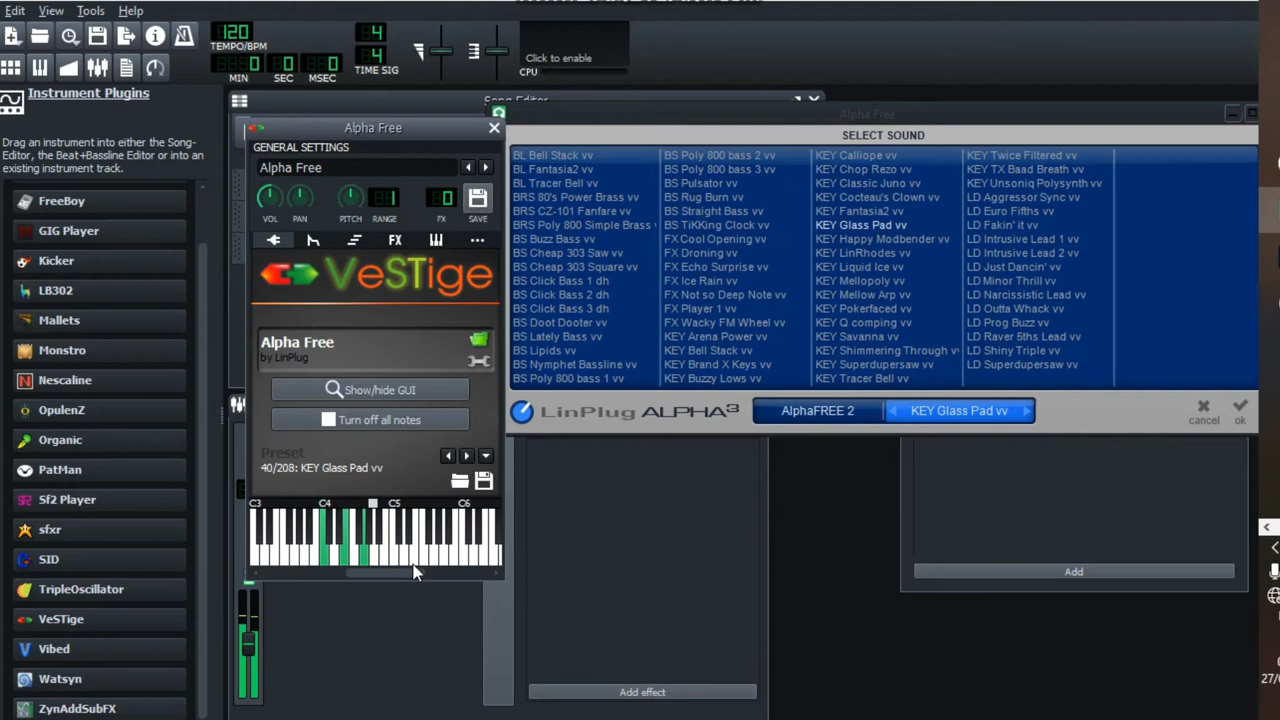 Edit View Tools Help
120
TEMPO/BPM
0 0 0
MIN SEC MSEC
4
4
TIME SIG
Click to enable
CPU
Instrument Plugins
Drag an instrument into either the Song-
Editor, the Beat+Bassline Editor or into an
existing instrument track.
FreeBoy
GIG Player
Kicker
LB302
Mallets
Monstro
Nescaline
OpulenZ
Organic
PatMan
Sf2 Player
sfxr
SID
TripleOscillator
VeSTige
Vibed
Watsyn
ZynAddSubFX
Song Editor
Alpha Free
GENERAL SETTINGS
Alpha Free
1 0
VOL PAN PITCH RANGE FX SAVE
FX
VeSTige
Alpha Free
by LinPlug
Show/hide GUI
Turn off all notes
Preset
40/208: KEY Glass Pad vv
C3 C4 C5 C6
Alpha Free
SELECT SOUND
BL Bell Stack vv
BL Fantasia2 vv
BL Tracer Bell vv
BRS 80's Power Brass vv
BRS CZ-101 Fanfare vv
BRS Poly 800 Simple Brass
BS Buzz Bass vv
BS Cheap 303 Saw vv
BS Cheap 303 Square vv
BS Click Bass 1 dh
BS Click Bass 2 dh
BS Click Bass 3 dh
BS Doot Dooter vv
BS Lately Bass vv
BS Lipids vv
BS Nymphet Bassline vv
BS Poly 800 bass 1 vv
BS Poly 800 bass 2 vv
BS Poly 800 bass 3 vv
BS Pulsator vv
BS Rug Burn vv
BS Straight Bass vv
BS TiKKing Clock vv
FX Cool Opening vv
FX Droning vv
FX Echo Surprise vv
FX Ice Rain vv
FX Not so Deep Note vv
FX Player 1 vv
FX Wacky FM Wheel vv
KEY Arena Power vv
KEY Bell Stack vv
KEY Brand X Keys vv
KEY Buzzy Lows vv
KEY Calliope vv
KEY Chop Rezo vv
KEY Classic Juno vv
KEY Cocteau's Clown vv
KEY Fantasia2 vv
KEY Glass Pad vv
KEY Happy Modbender vv
KEY LinRhodes vv
KEY Liquid Ice vv
KEY Mellopoly vv
KEY Mellow Arp vv
KEY Pokerfaced vv
KEY Q comping vv
KEY Savanna vv
KEY Shimmering Through vv
KEY Superdupersaw vv
KEY Tracer Bell vv
KEY Twice Filtered vv
KEY TX Baad Breath vv
KEY Unsoniq Polysynth vv
LD Aggressor Sync vv
LD Euro Fifths vv
LD Fakin' it vv
LD Intrusive Lead 1 vv
LD Intrusive Lead 2 vv
LD Just Dancin' vv
LD Minor Thrill vv
LD Narcissistic Lead vv
LD Outta Whack vv
LD Prog Buzz vv
LD Raver 5ths Lead vv
LD Shiny Triple vv
LD Superdupersaw vv
LinPlug ALPHA3
AlphaFREE 2
KEY Glass Pad vv
cancel ok
Add
Add effect
27/